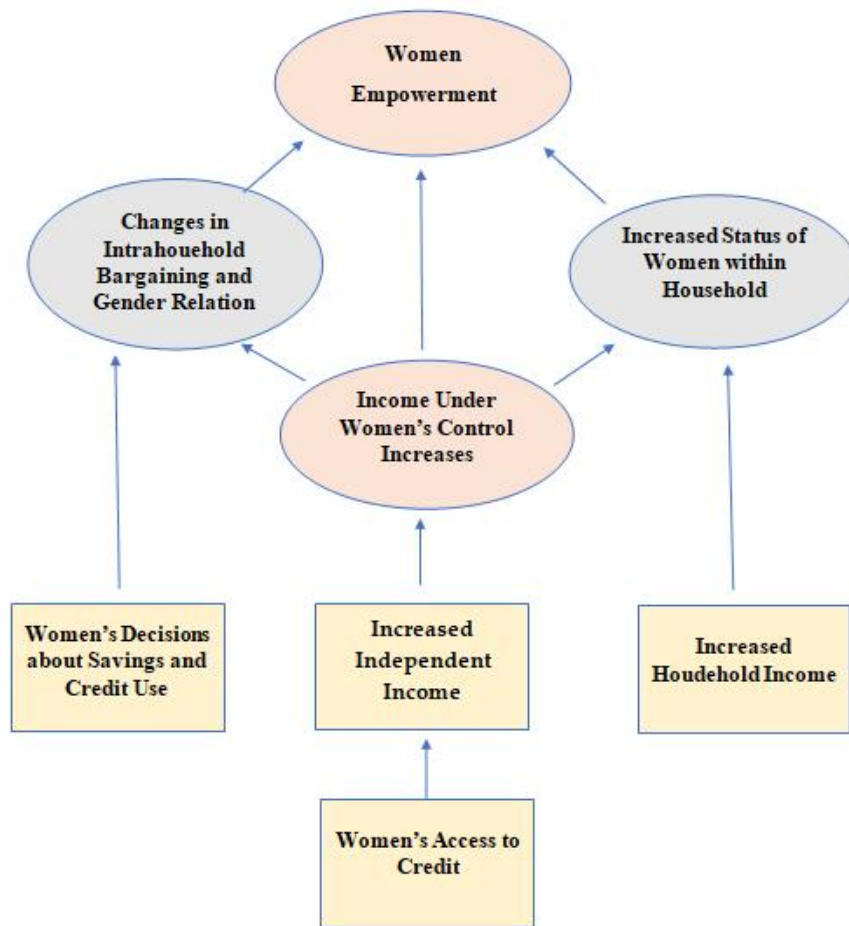 Women
Empowerment
Changes in
Intrahouehold
Bargaining and
Gender Relation
Increased Status of
Women within
Household
Income Under
Women’s Control
Increases
Women’s Decisions
about Savings and
Credit Use
Increased
Independent
Income
Increased
Houdehold Income
Women’s Access to
Credit